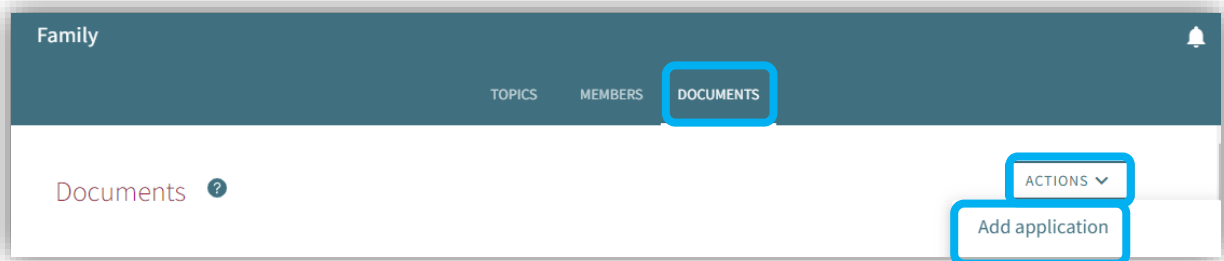 Family
TOPICS MEMBERS DOCUMENTS
Documents ?
ACTIONS
Add application